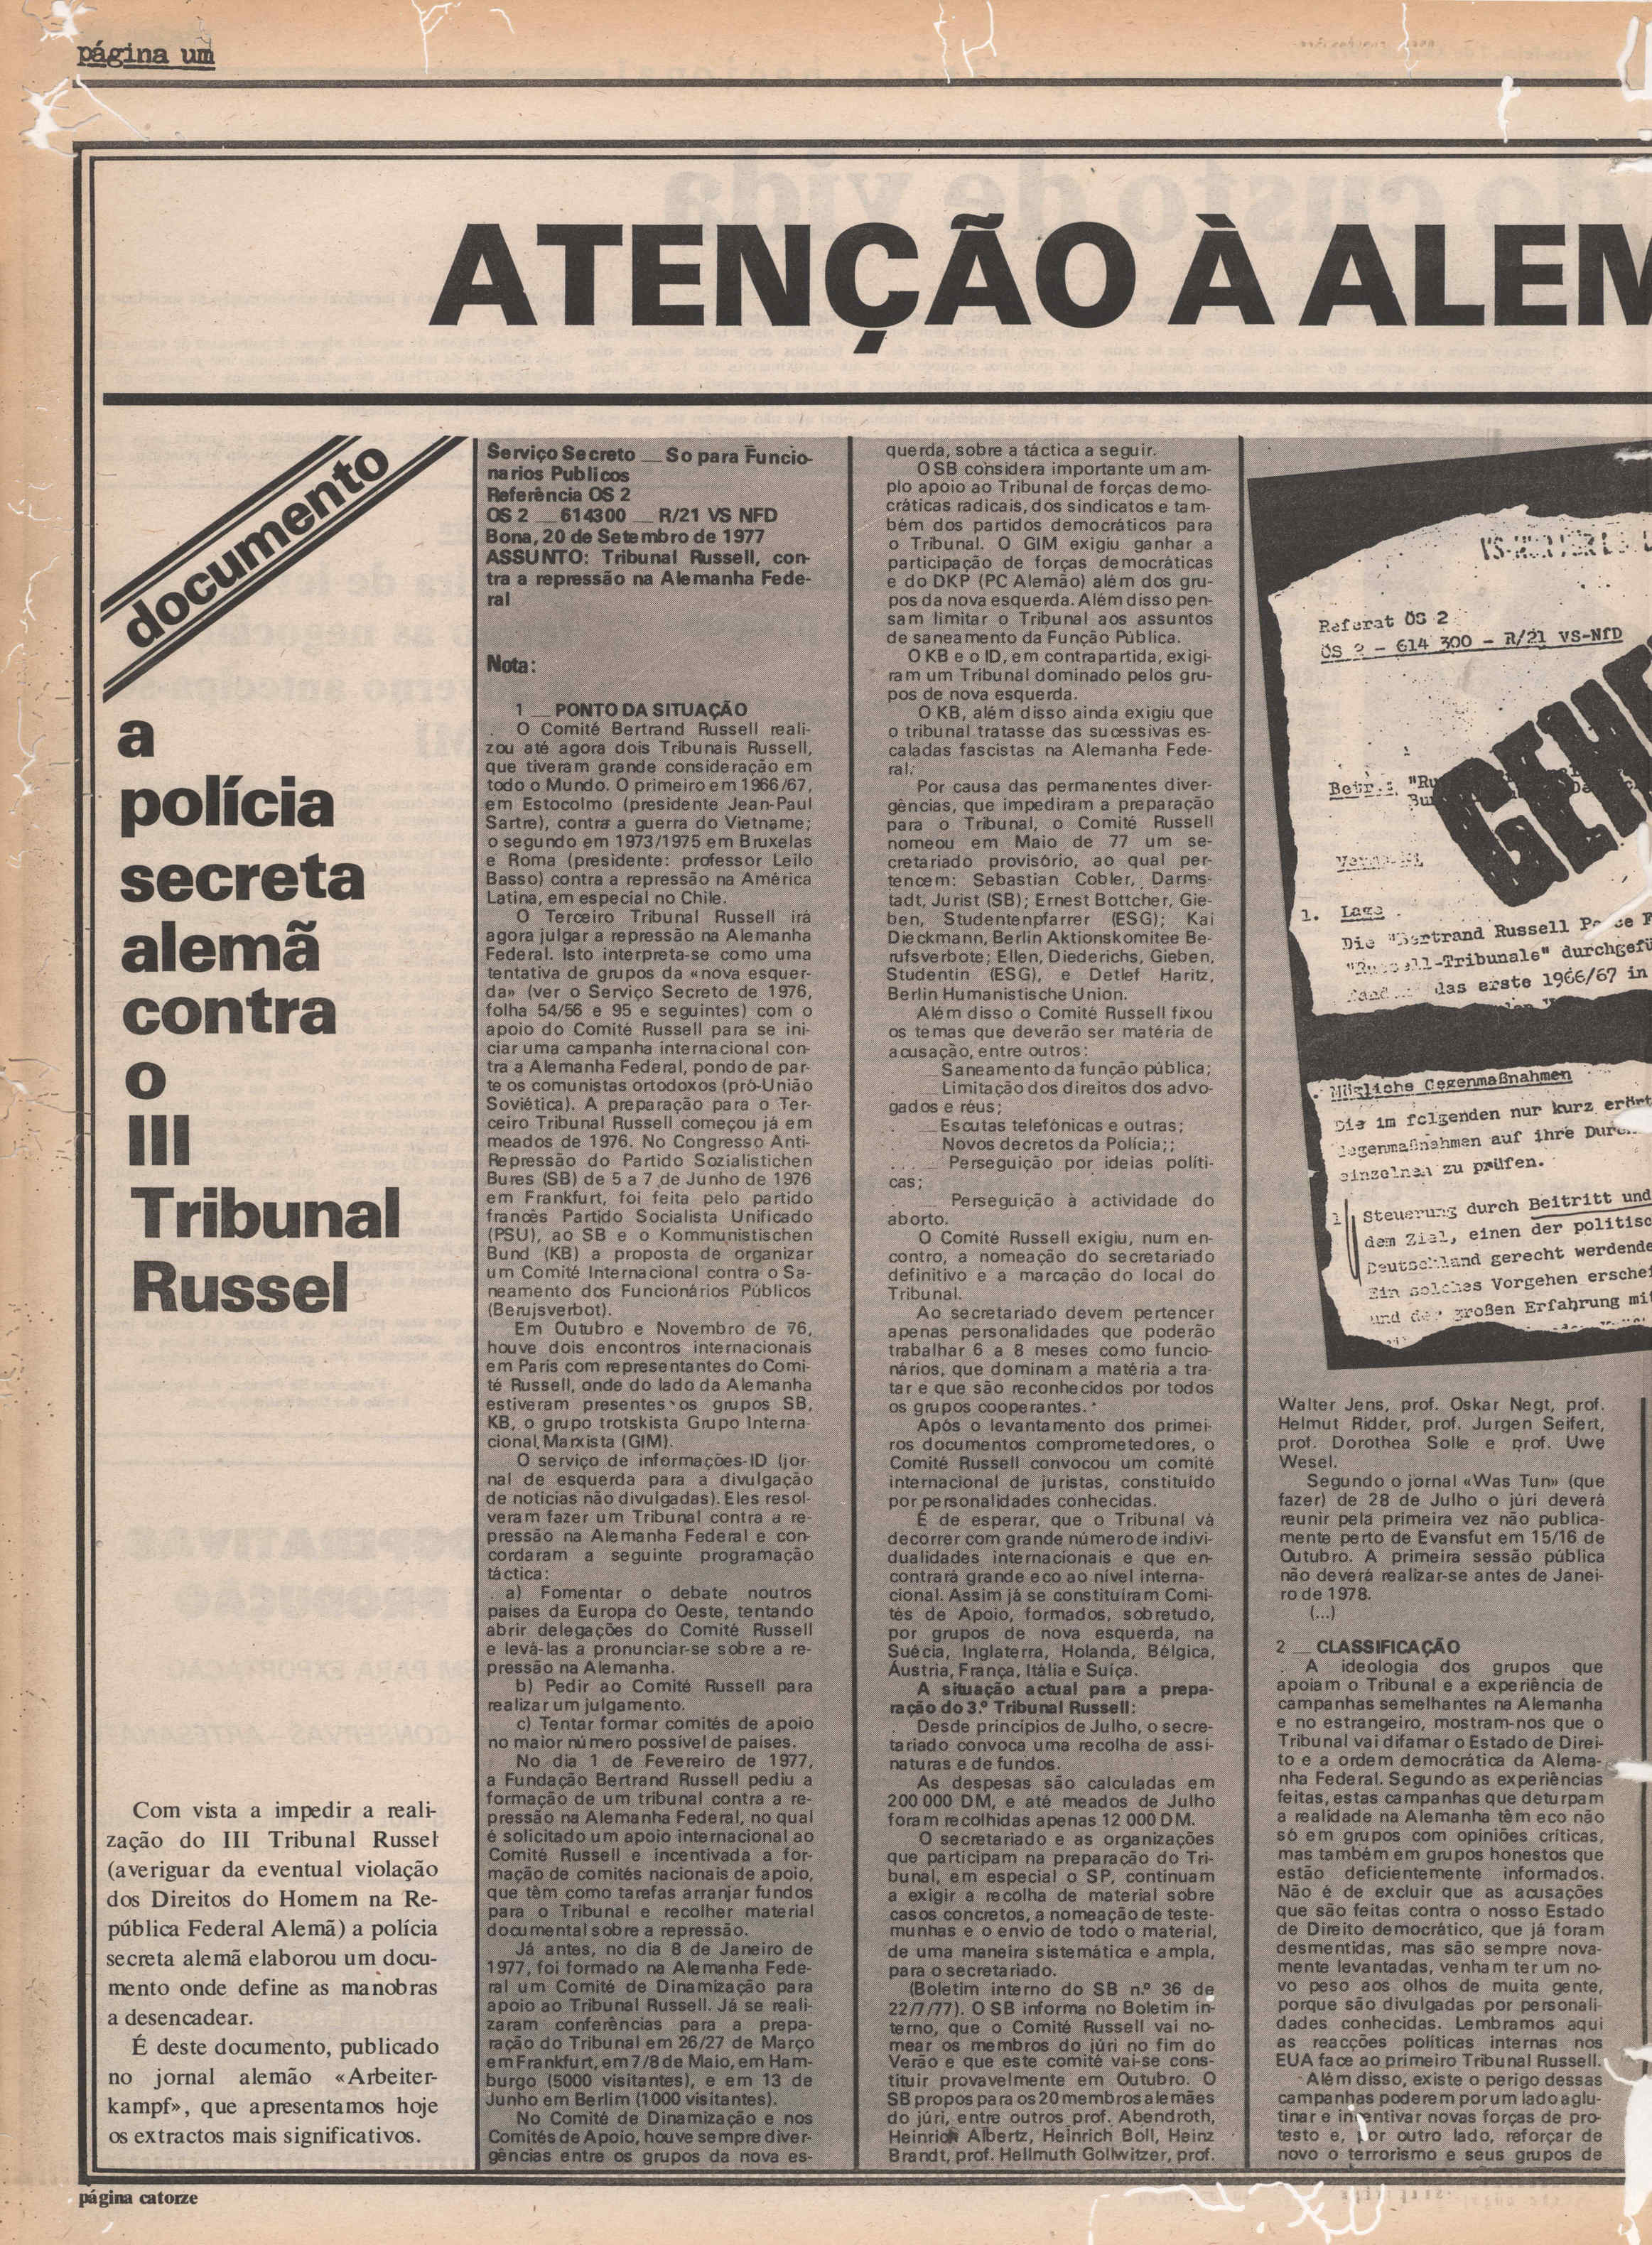 página um
ATENÇÃO À ALEM
documento
a
polícia
secreta
alemã
contra
o
III
Tribunal
Russel
Com vista a impedir a reali-
zação do III Tribunal Russel
(averiguar da eventual violação
dos Direitos do Homem na Re-
pública Federal Alemã) a polícia
secreta alemã elaborou um docu-
mento onde define as manobras
a desencadear.
É deste documento, publicado
no jornal alemão «Arbeiter-
kampf», que apresentamos hoje
os extractos mais significativos.
Serviço Secreto — So para Funcio-
narios Publicos
Referência OS 2
OS 2 — 614300 — R/21 VS NFD
Bona, 20 de Setembro de 1977
ASSUNTO: Tribunal Russell, con-
tra a repressão na Alemanha Fede-
ral
Nota:
1 — PONTO DA SITUAÇÃO
O Comité Bertrand Russell reali-
zou até agora dois Tribunais Russell,
que tiveram grande consideração em
todo o Mundo. O primeiro em 1966/67,
em Estocolmo (presidente Jean-Paul
Sartre), contra a guerra do Vietname;
o segundo em 1973/1975 em Bruxelas
e Roma (presidente: professor Leilo
Basso) contra a repressão na América
Latina, em especial no Chile.
O Terceiro Tribunal Russell irá
agora julgar a repressão na Alemanha
Federal. Isto interpreta-se como uma
tentativa de grupos da «nova esquer-
da» (ver o Serviço Secreto de 1976,
folha 54/56 e 95 e seguintes) com o
apoio do Comité Russell para se ini-
ciar uma campanha internacional con-
tra a Alemanha Federal, pondo de par-
te os comunistas ortodoxos (pró-União
Soviética). A preparação para o Ter-
ceiro Tribunal Russell começou já em
meados de 1976. No Congresso Anti-
Repressão do Partido Sozialistichen
Bures (SB) de 5 a 7 de Junho de 1976
em Frankfurt, foi feita pelo partido
francês Partido Socialista Unificado
(PSU), ao SB e o Kommunistischen
Bund (KB) a proposta de organizar
um Comité Internacional contra o Sa-
neamento dos Funcionários Públicos
(Berujsverbot).
Em Outubro e Novembro de 76,
houve dois encontros internacionais
em Paris com representantes do Comi-
té Russell, onde do lado da Alemanha
estiveram presentes os grupos SB,
KB, o grupo trotskista Grupo Interna-
cional Marxista (GIM).
O serviço de informações-ID (jor-
nal de esquerda para a divulgação
de noticias não divulgadas). Eles resol-
veram fazer um Tribunal contra a re-
pressão na Alemanha Federal e con-
cordaram a seguinte programação
táctica:
a) Fomentar o debate noutros
países da Europa do Oeste, tentando
abrir delegações do Comité Russell
e levá-las a pronunciar-se sobre a re-
pressão na Alemanha.
b) Pedir ao Comité Russell para
realizar um julgamento.
c) Tentar formar comités de apoio
no maior número possível de países.
No dia 1 de Fevereiro de 1977,
a Fundação Bertrand Russell pediu a
formação de um tribunal contra a re-
pressão na Alemanha Federal, no qual
é solicitado um apoio internacional ao
Comité Russell e incentivada a for-
mação de comités nacionais de apoio,
que têm como tarefas arranjar fundos
para o Tribunal e recolher material
documental sobre a repressão.
Já antes, no dia 8 de Janeiro de
1977, foi formado na Alemanha Fede-
ral um Comité de Dinamização para
apoio ao Tribunal Russell. Já se reali-
zaram conferências para a prepa-
ração do Tribunal em 26/27 de Março
em Frankfurt, em 7/8 de Maio, em Ham-
burgo (5000 visitantes), e em 13 de
Junho em Berlim (1000 visitantes).
No Comité de Dinamização e nos
Comités de Apoio, houve sempre diver-
gências entre os grupos da nova es-
querda, sobre a táctica a seguir.
O SB considera importante um am-
plo apoio ao Tribunal de forças demo-
cráticas radicais, dos sindicatos e tam-
bém dos partidos democráticos para
o Tribunal. O GIM exigiu ganhar a
participação de forças democráticas
e do DKP (PC Alemão) além dos gru-
pos da nova esquerda. Além disso pen-
sam limitar o Tribunal aos assuntos
de saneamento da Função Pública.
O KB e o ID, em contrapartida, exigi-
ram um Tribunal dominado pelos gru-
pos de nova esquerda.
O KB, além disso ainda exigiu que
o tribunal tratasse das sucessivas es-
caladas fascistas na Alemanha Fede-
ral.
Por causa das permanentes diver-
gências, que impediram a preparação
para o Tribunal, o Comité Russell
nomeou em Maio de 77 um se-
cretariado provisório, ao qual per-
tencem: Sebastian Cobler, Darms-
tadt, Jurist (SB); Ernest Bottcher, Gie-
ben, Studentenpfarrer (ESG); Kai
Dieckmann, Berlin Aktionskomitee Be-
rufsverbote; Ellen, Diederichs, Gieben,
Studentin (ESG), e Detlef Haritz,
Berlin Humanistische Union.
Além disso o Comité Russell fixou
os temas que deverão ser matéria de
acusação, entre outros:
— Saneamento da função pública;
— Limitação dos direitos dos advo-
gados e réus;
— Escutas telefónicas e outras;
Novos decretos da Polícia;;
— Perseguição por ideias políti-
cas;
— Perseguição à actividade do
aborto.
O Comité Russell exigiu, num en-
contro, a nomeação do secretariado
definitivo e a marcação do local do
Tribunal.
Ao secretariado devem pertencer
apenas personalidades que poderão
trabalhar 6 a 8 meses como funcio-
nários, que dominam a matéria a tra-
tar e que são reconhecidos por todos
os grupos cooperantes.
Após o levantamento dos primei-
ros documentos comprometedores, o
Comité Russell convocou um comité
internacional de juristas, constituído
por personalidades conhecidas.
É de esperar, que o Tribunal vá
decorrer com grande número de indivi-
dualidades internacionais e que en-
contrará grande eco ao nível interna-
cional. Assim já se constituíram Comi-
tés de Apoio, formados, sobretudo,
por grupos de nova esquerda, na
Suécia, Inglaterra, Holanda, Bélgica,
Áustria, França, Itália e Suíça.
A situação actual para a prepa-
ração do 3.º Tribunal Russell:
Desde princípios de Julho, o secre-
tariado convoca uma recolha de assi-
naturas e de fundos.
As despesas são calculadas em
200 000 DM, e até meados de Julho
foram recolhidas apenas 12 000 DM.
O secretariado e as organizações
que participam na preparação do Tri-
bunal, em especial o SP, continuam
a exigir a recolha de material sobre
casos concretos, a nomeação de teste-
munhas e o envio de todo o material,
de uma maneira sistemática e ampla,
para o secretariado.
(Boletim interno do SB n.º 36 de
22/7/77). O SB informa no Boletim in-
terno, que o Comité Russell vai no-
mear os membros do júri no fim do
Verão e que este comité vai-se cons-
tituir provavelmente em Outubro. O
SB propos para os 20 membros alemães
do júri, entre outros prof. Abendroth,
Heinrich Albertz, Heinrich Boll, Heinz
Brandt, prof. Hellmuth Gollwitzer, prof.
Referat ÖS 2
ÖS 2 - 614 300 - R/21 VS-NfD
GEHE
Betr.: "Ru
Bu
1. Lage
Die "Bertrand Russell Peace F
"Russell-Tribunale" durchgefü
das erste 1966/67 in
Mögliche Gegenmaßnahmen
Die im folgenden nur kurz erört
Gegenmaßnahmen auf ihre Durc
einzelnen zu prüfen.
1 Steuerung durch Beitritt und
dem Ziel, einen der politisc
Deutschland gerecht werdende
Ein solches Vorgehen erschei
und der großen Erfahrung mit
Walter Jens, prof. Oskar Negt, prof.
Helmut Ridder, prof. Jurgen Seifert,
prof. Dorothea Solle e prof. Uwe
Wesel.
Segundo o jornal «Was Tun» (que
fazer) de 28 de Julho o júri deverá
reunir pela primeira vez não publica-
mente perto de Evansfut em 15/16 de
Outubro. A primeira sessão pública
não deverá realizar-se antes de Janei-
ro de 1978.
(...)
2 — CLASSIFICAÇÃO
A ideologia dos grupos que
apoiam o Tribunal e a experiência de
campanhas semelhantes na Alemanha
e no estrangeiro, mostram-nos que o
Tribunal vai difamar o Estado de Direi-
to e a ordem democrática da Alema-
nha Federal. Segundo as experiências
feitas, estas campanhas que deturpam
a realidade na Alemanha têm eco não
só em grupos com opiniões críticas,
mas também em grupos honestos que
estão deficientemente informados.
Não é de excluir que as acusações
que são feitas contra o nosso Estado
de Direito democrático, que já foram
desmentidas, mas são sempre nova-
mente levantadas, venham ter um no-
vo peso aos olhos de muita gente,
porque são divulgadas por personali-
dades conhecidas. Lembramos aqui
as reacções políticas internas nos
EUA face ao primeiro Tribunal Russell.
Além disso, existe o perigo dessas
campanhas poderem por um lado aglu-
tinar e incentivar novas forças de pro-
testo e, por outro lado, reforçar de
novo o terrorismo e seus grupos de
página catorze